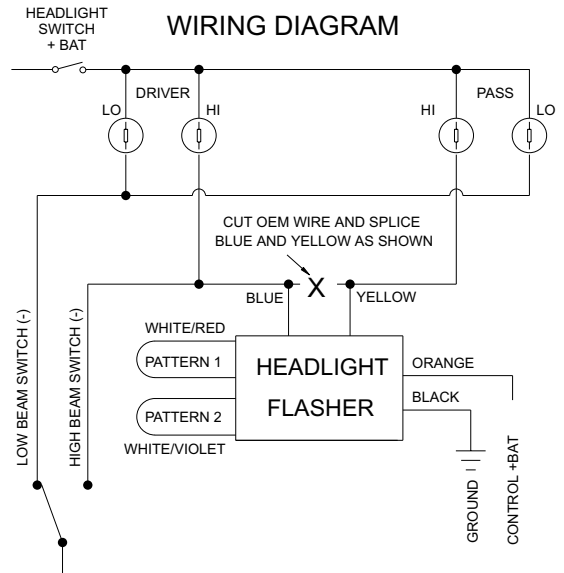 HEADLIGHT
SWITCH
+ BAT
WIRING DIAGRAM
DRIVER
PASS
LO
HI
HI
LO
CUT OEM WIRE AND SPLICE
BLUE AND YELLOW AS SHOWN
X
BLUE
YELLOW
WHITE/RED
PATTERN 1
HEADLIGHT
FLASHER
ORANGE
BLACK
PATTERN 2
WHITE/VIOLET
LOW BEAM SWITCH (-)
HIGH BEAM SWITCH (-)
GROUND
CONTROL +BAT